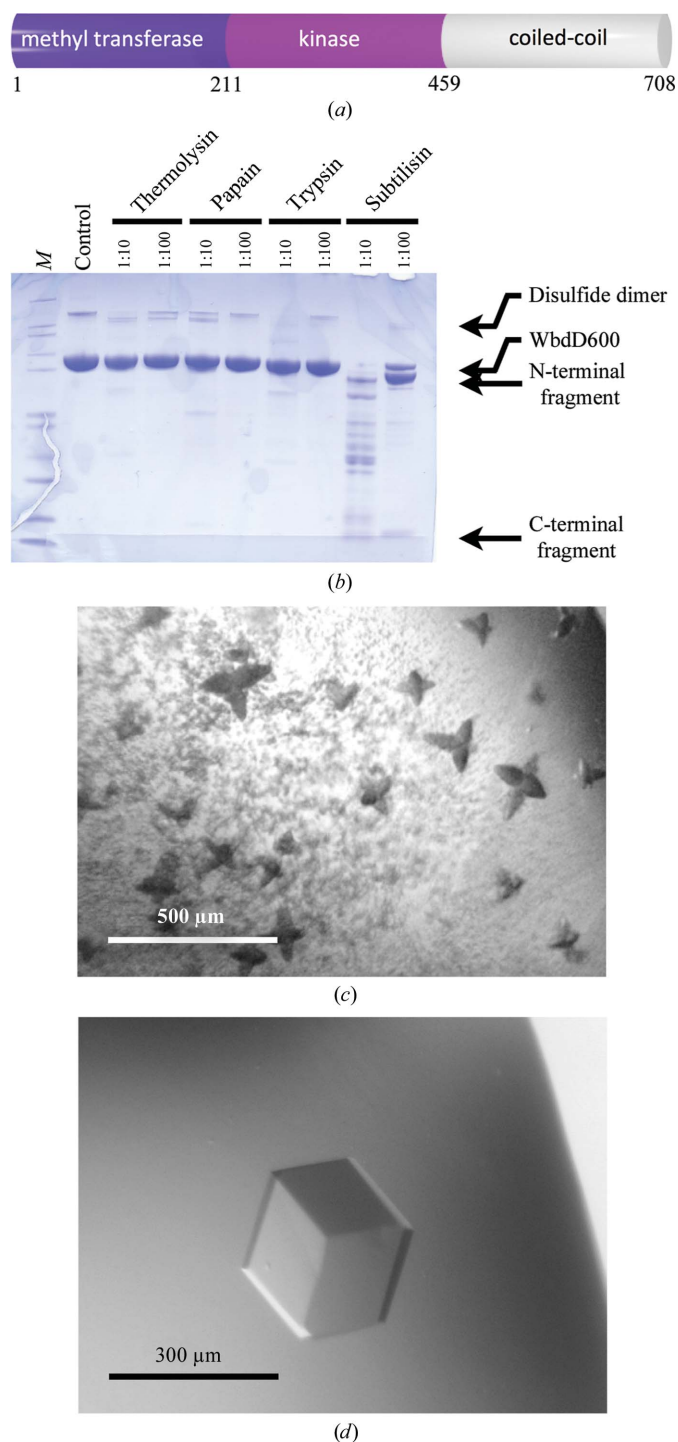 methyl transferase kinase coiled-coil
1 211 459 708
(a)
Thermolysin Papain Trypsin Subtilisin
M Control 1:10 1:100 1:10 1:100 1:10 1:100 1:10 1:100
Disulfide dimer
WbdD600
N-terminal
fragment
C-terminal
fragment
(b)
500 µm
(c)
300 µm
(d)